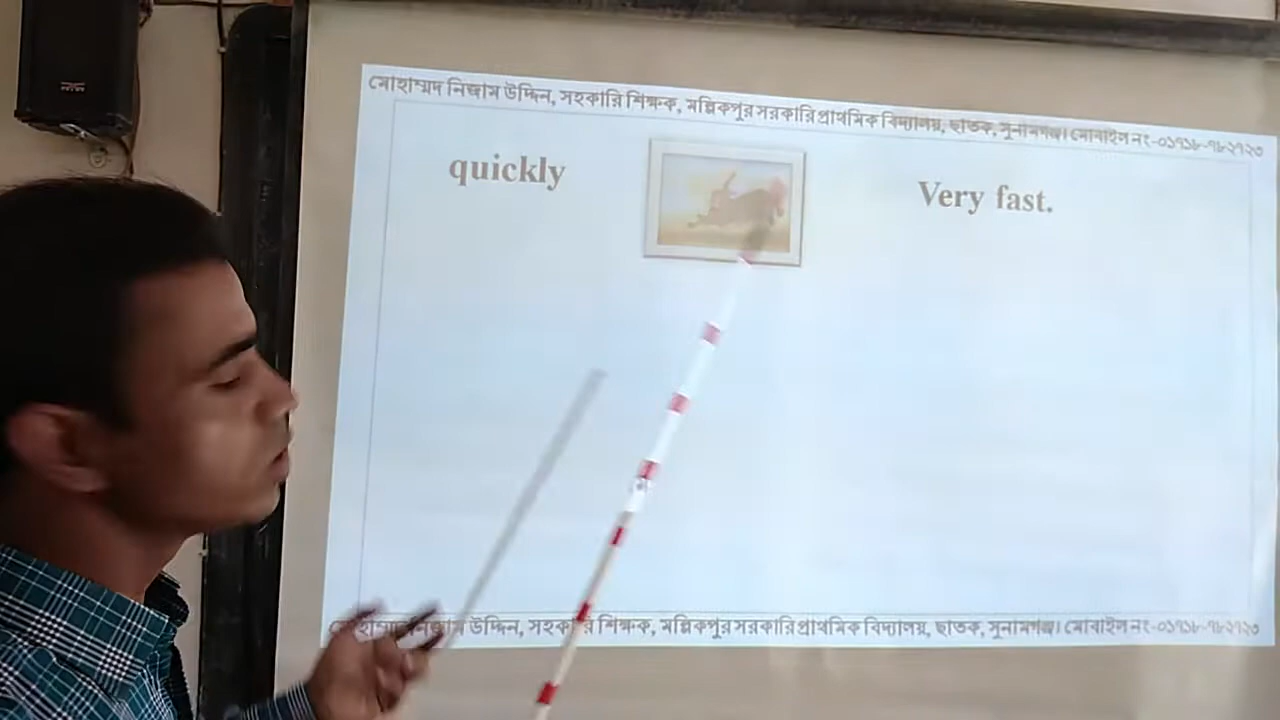 মোহাম্মদ নিজাম উদ্দিন, সহকারি শিক্ষক, মল্লিকপুর সরকারি প্রাথমিক বিদ্যালয়, ছাতক, সুনামগঞ্জ। মোবাইল নং-০১৭১৮-৭৮২৭২৩
quickly
Very fast.
মোহাম্মদ নিজাম উদ্দিন, সহকারি শিক্ষক, মল্লিকপুর সরকারি প্রাথমিক বিদ্যালয়, ছাতক, সুনামগঞ্জ। মোবাইল নং-০১৭১৮-৭৮২৭২৩